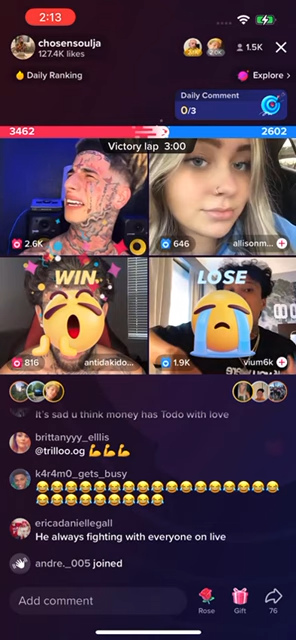 2:13
chosensoulja
127.4K likes
1.5K
Daily Ranking
Explore >
Daily Comment
0/3
3462
2602
Victory lap 3:00
2.6K
646
allisonm...
WIN
LOSE
816
antidakido...
1.9K
vium6k
It's sad u think money has Todo with love
brittanyyy_elllis
@trilloo.og 💪💪💪
k4r4m0_gets_busy
😂😂😂😂😂😂😂😂😂😂😂😂😂😂😂
😂😂😂😂😂😂😂😂
ericadaniellegall
He always fighting with everyone on live
andre._005 joined
Add comment
Rose
Gift
76